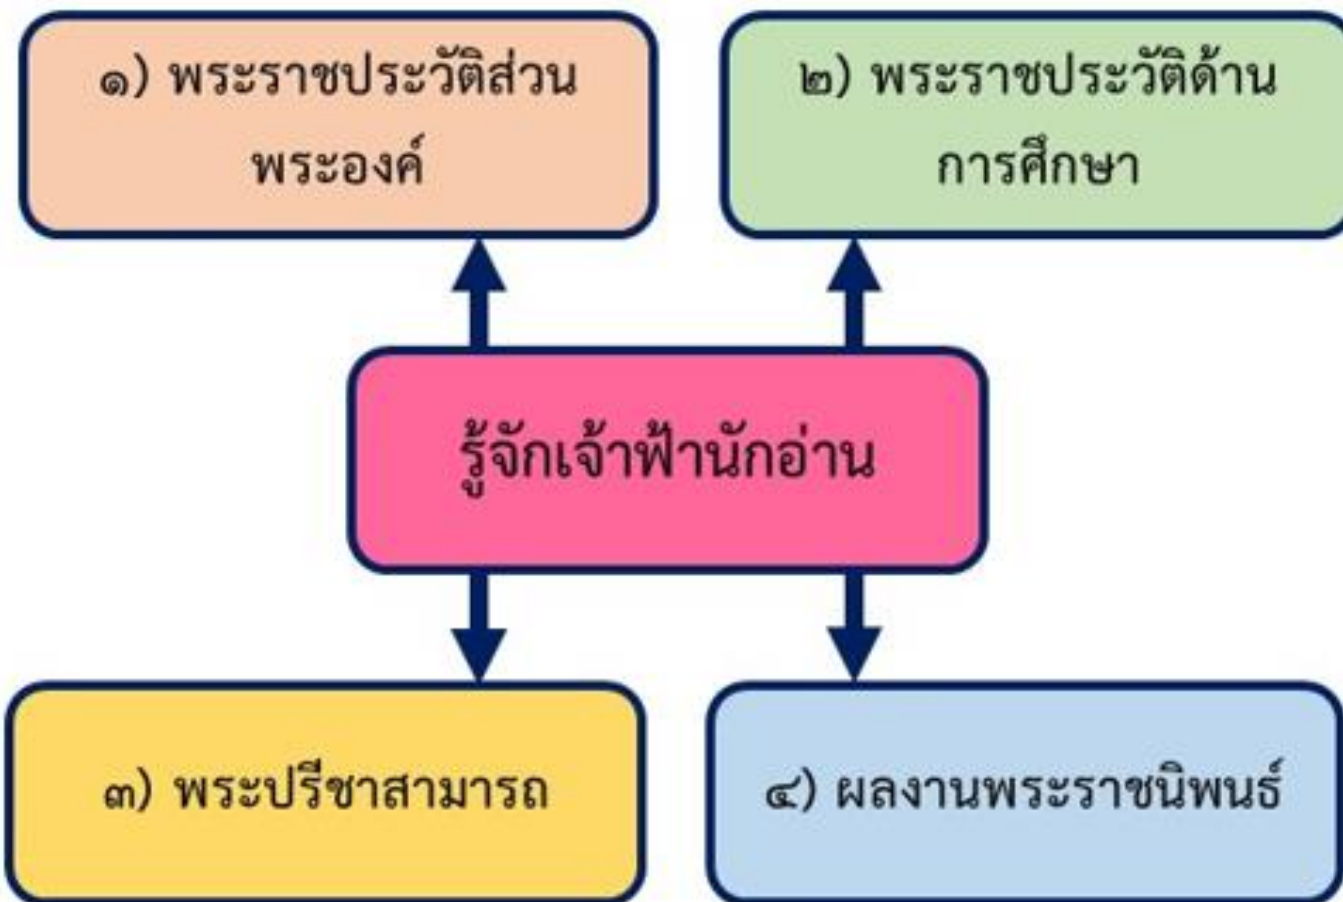 ๑) พระราชประวัติส่วน
พระองค์
๒) พระราชประวัติด้าน
การศึกษา
รู้จักเจ้าฟ้านักอ่าน
๓) พระปรีชาสามารถ
๔) ผลงานพระราชนิพนธ์